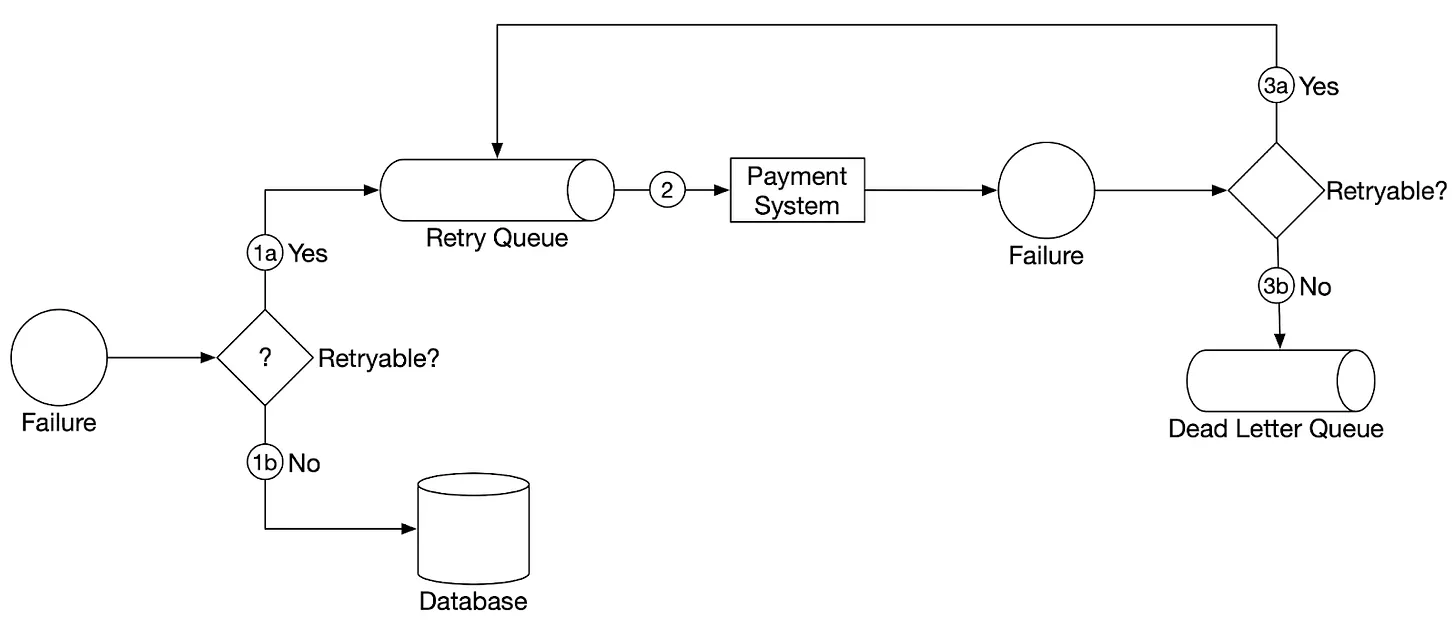 3a Yes
Payment
System
2
Retryable?
Retry Queue
1a Yes
Failure
3b No
? Retryable?
Failure
Dead Letter Queue
1b No
Database